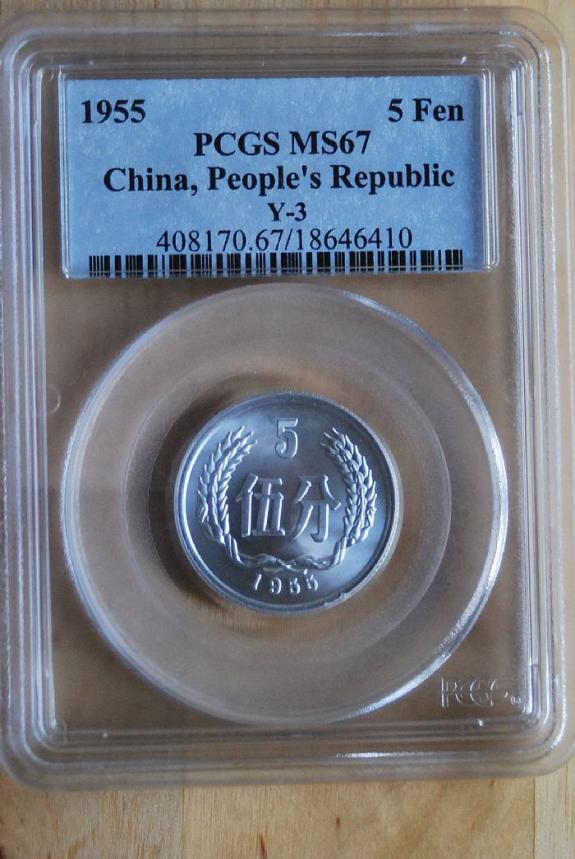 1955 5 Fen
PCGS MS67
China, People's Republic
Y-3
408170.67/18646410
5
伍分
1955
PCGS